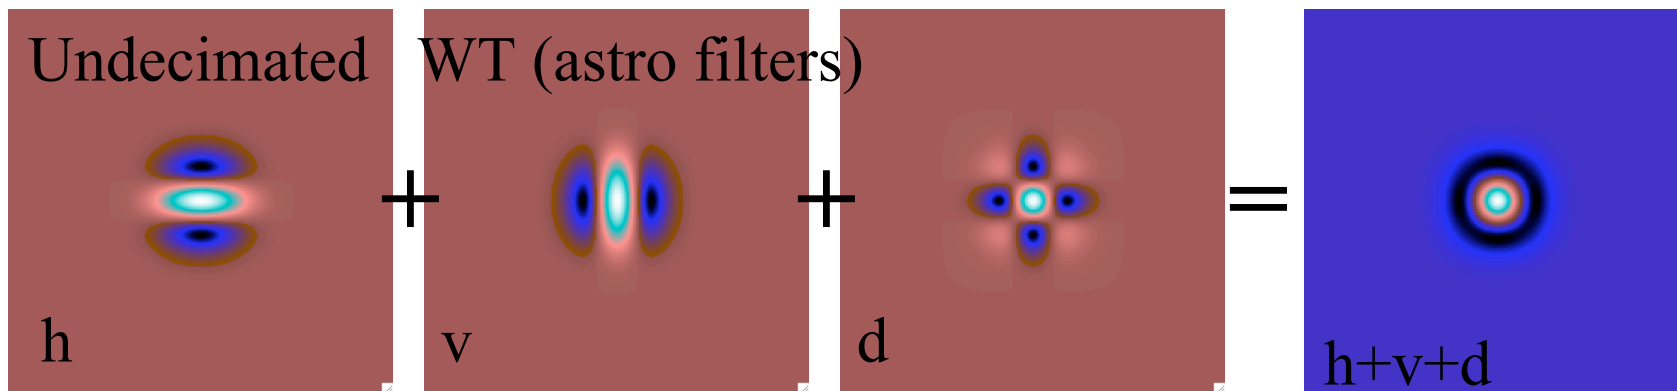 Undecimated WT (astro filters)
+ + =
h v d h+v+d